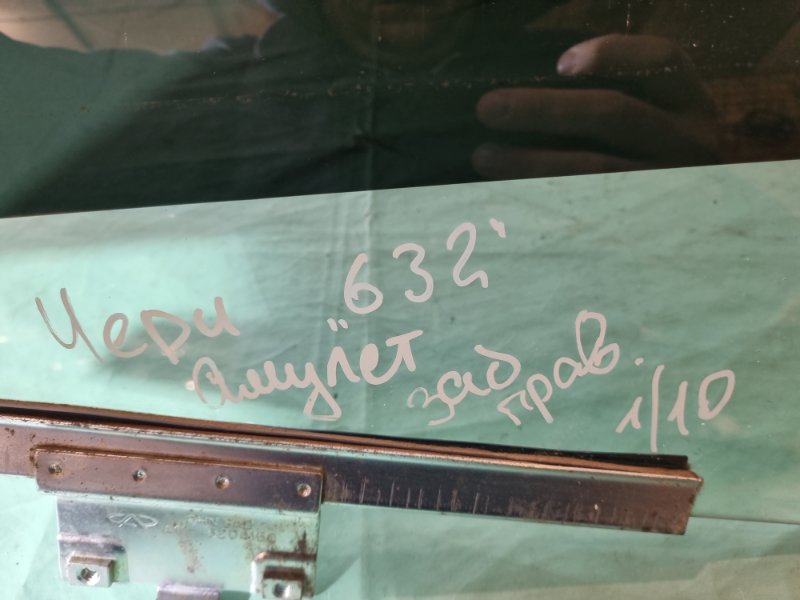 Чери 632
"Амулет" зад прав. 1/10